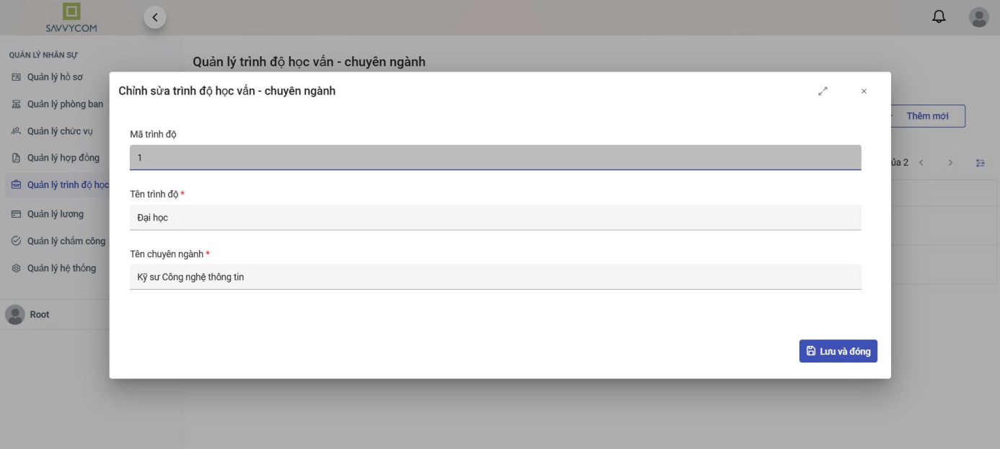 SAVVYCOM
QUẢN LÝ NHÂN SỰ
Quản lý hồ sơ
Quản lý phòng ban
Quản lý chức vụ
Quản lý hợp đồng
Quản lý trình độ học
Quản lý lương
Quản lý chấm công
Quản lý hệ thống
Root
Quản lý trình độ học vấn - chuyên ngành
Thêm mới
ủa 2
Chỉnh sửa trình độ học vấn - chuyên ngành
Mã trình độ
1
Tên trình độ *
Đại học
Tên chuyên ngành *
Kỹ sư Công nghệ thông tin
Lưu và đóng